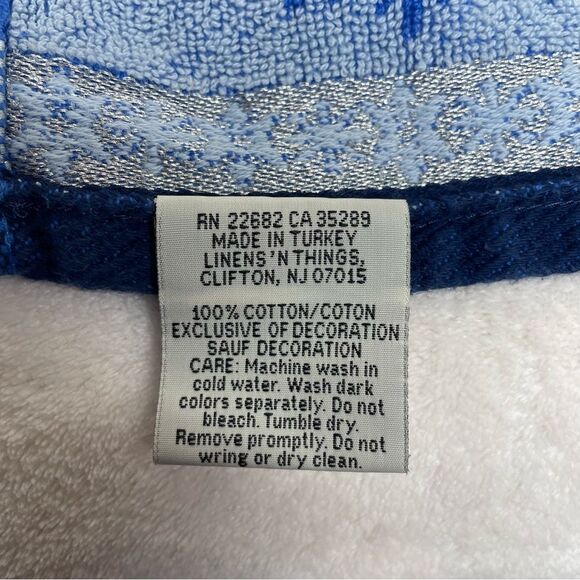 RN 22682 CA 35289
MADE IN TURKEY
LINENS 'N THINGS,
CLIFTON, NJ 07015
100% COTTON/COTON
EXCLUSIVE OF DECORATION
SAUF DECORATION
CARE: Machine wash in
cold water. Wash dark
colors separately. Do not
bleach. Tumble dry.
Remove promptly. Do not
wring or dry clean.